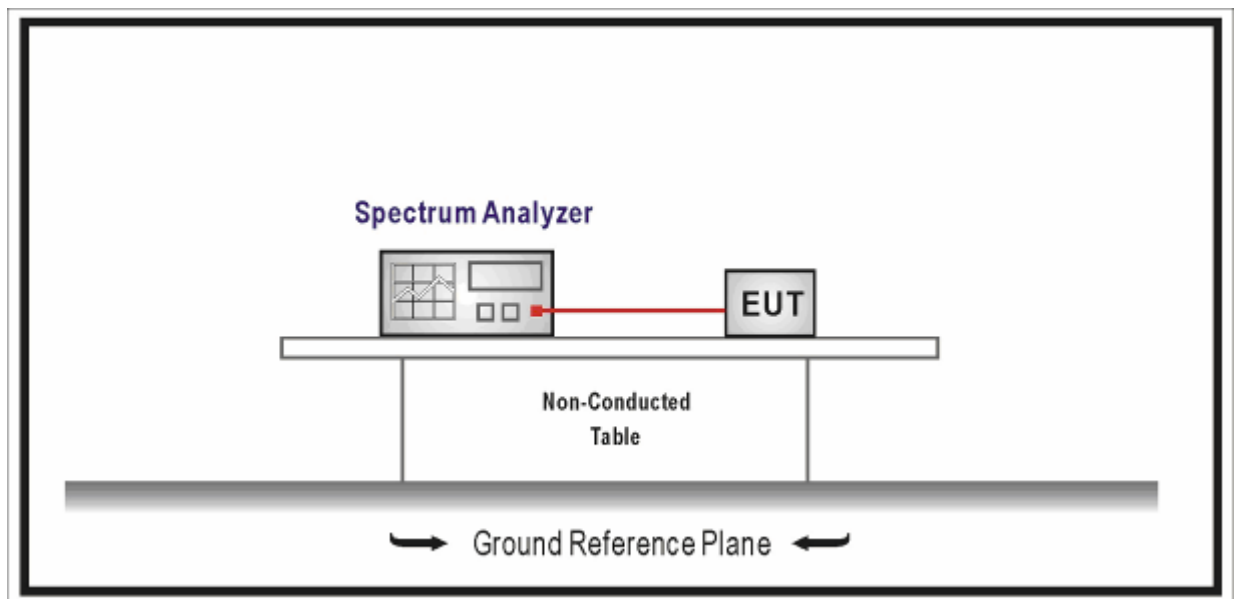 Spectrum Analyzer
EUT
Non-Conducted
Table
Ground Reference Plane